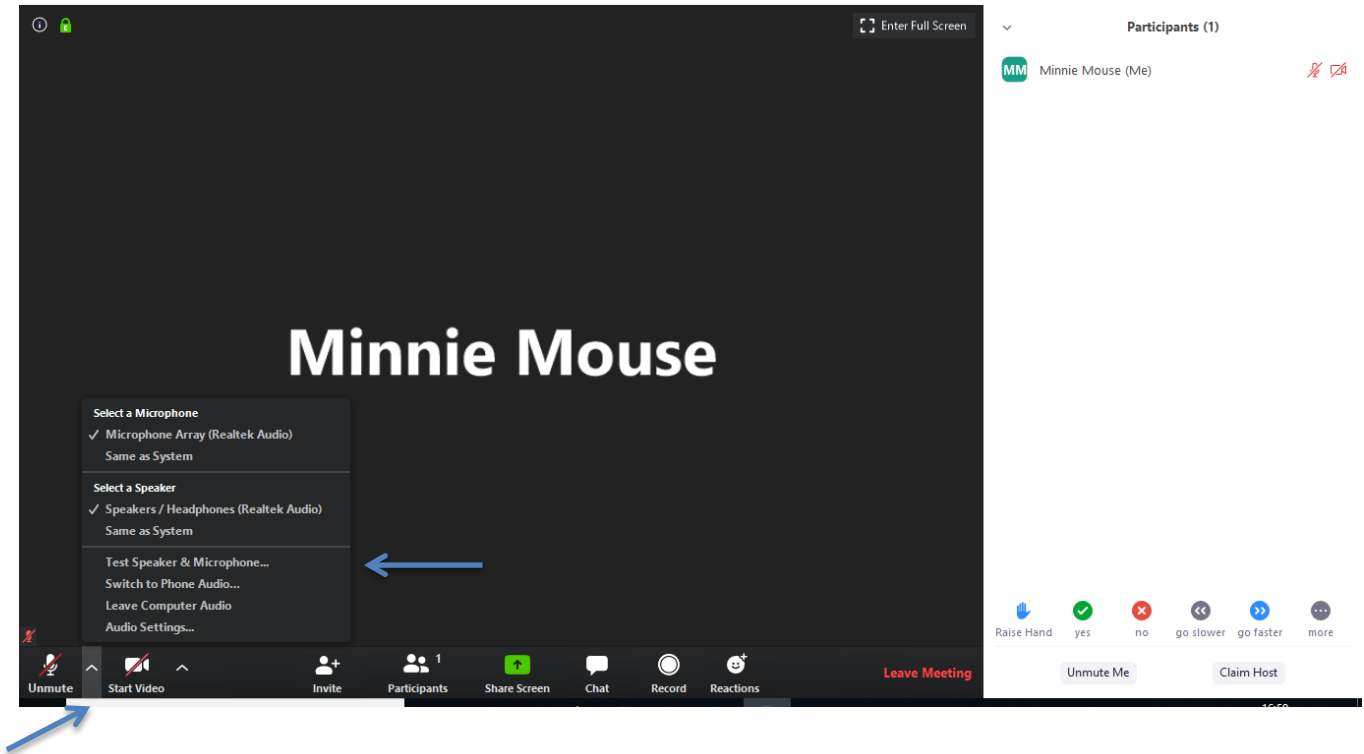 Enter Full Screen
Participants (1)
MM Minnie Mouse (Me)
Minnie Mouse
Select a Microphone
✓ Microphone Array (Realtek Audio)
Same as System
Select a Speaker
✓ Speakers / Headphones (Realtek Audio)
Same as System
Test Speaker & Microphone...
Switch to Phone Audio...
Leave Computer Audio
Audio Settings...
Raise Hand yes no go slower go faster more
1
Unmute Start Video Invite Participants Share Screen Chat Record Reactions Leave Meeting
Unmute Me Claim Host